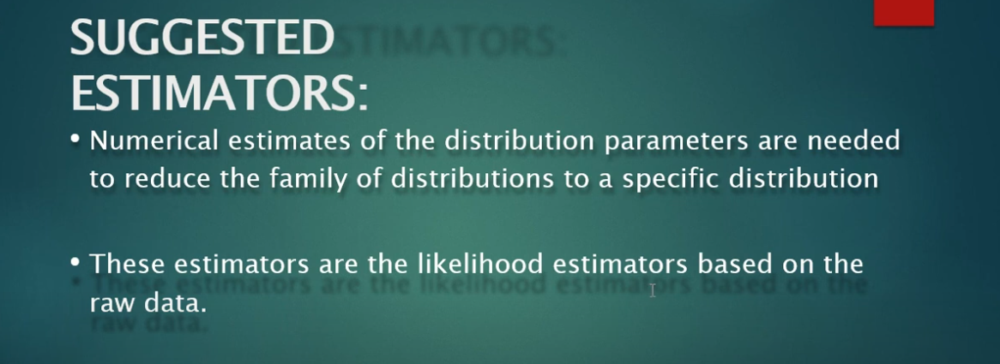 SUGGESTED
ESTIMATORS:
• Numerical estimates of the distribution parameters are needed
to reduce the family of distributions to a specific distribution
• These estimators are the likelihood estimators based on the
raw data.